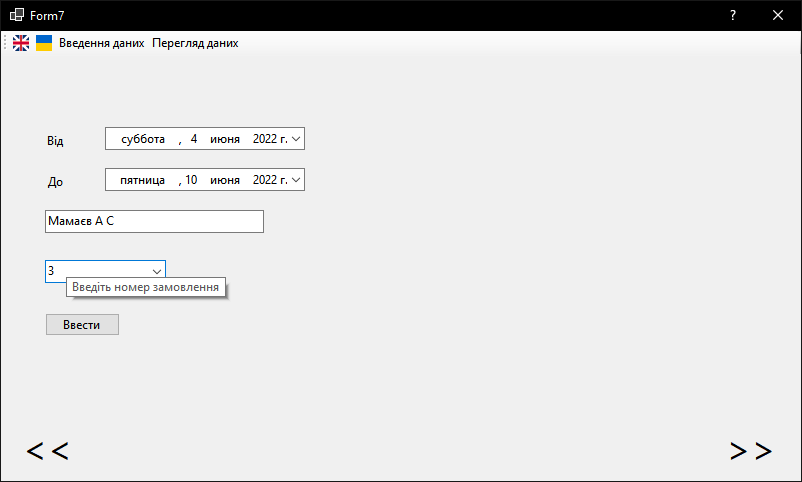 Form7 ?
Введення даних Перегляд даних
Від суббота , 4 июня 2022 г.
До пятница , 10 июня 2022 г.
Мамаєв А С
3
Введіть номер замовлення
Ввести
< < > >